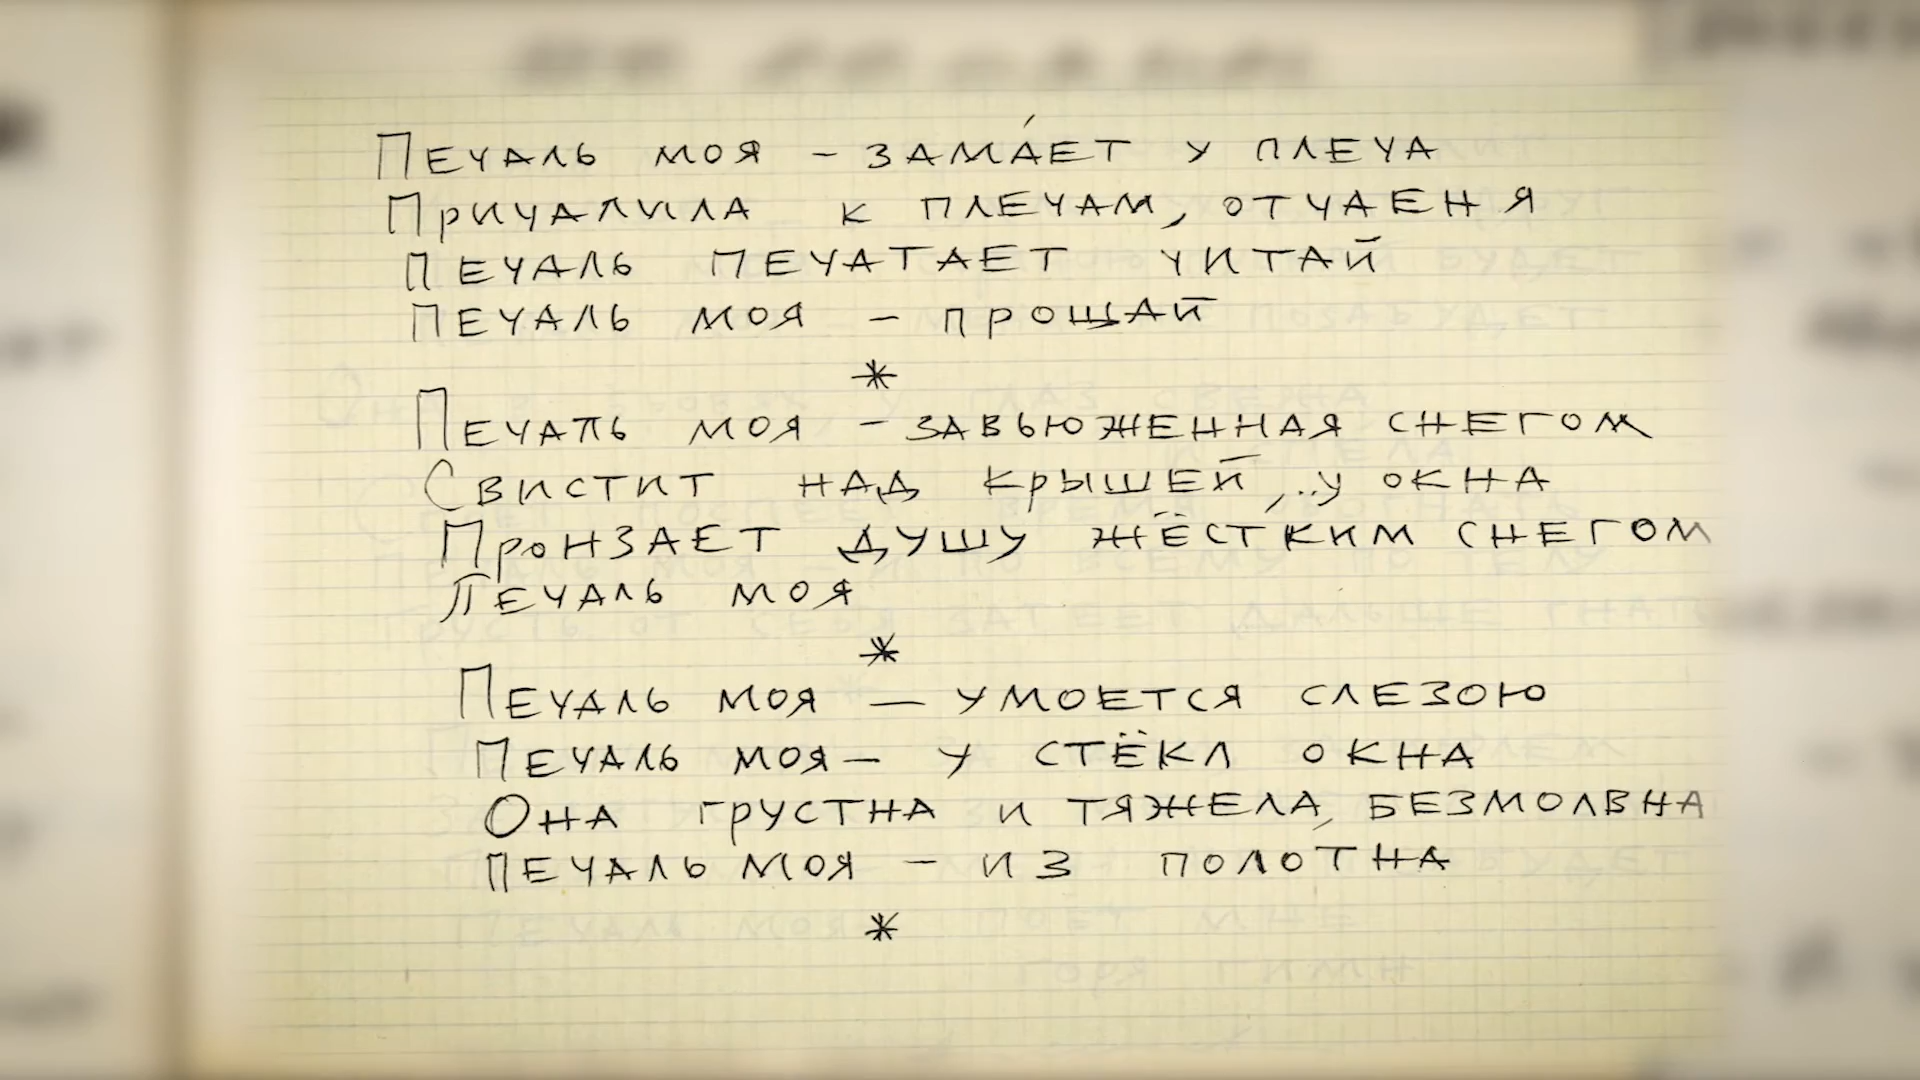 Печаль моя – зама́ет у плеча
Причалила к плечам, отчаеня
Печаль печатает читай
Печаль моя – прощай
*
Печаль моя – завьюженная снегом
Свистит над крышей, у окна
Пронзает душу жёстким снегом
Печаль моя
*
Печаль моя — умоется слезою
Печаль моя — у стёкл окна
Она грустна и тяжела, безмолвна
Печаль моя – из полотна
*